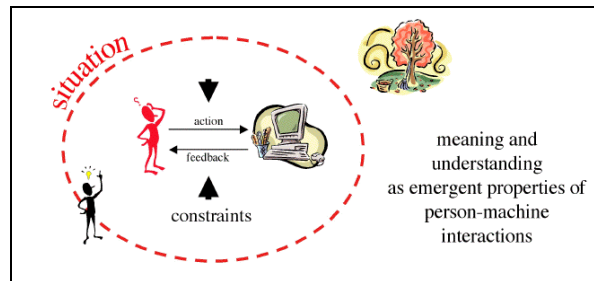 situation
action
feedback
constraints
meaning and
understanding
as emergent properties of
person-machine
interactions